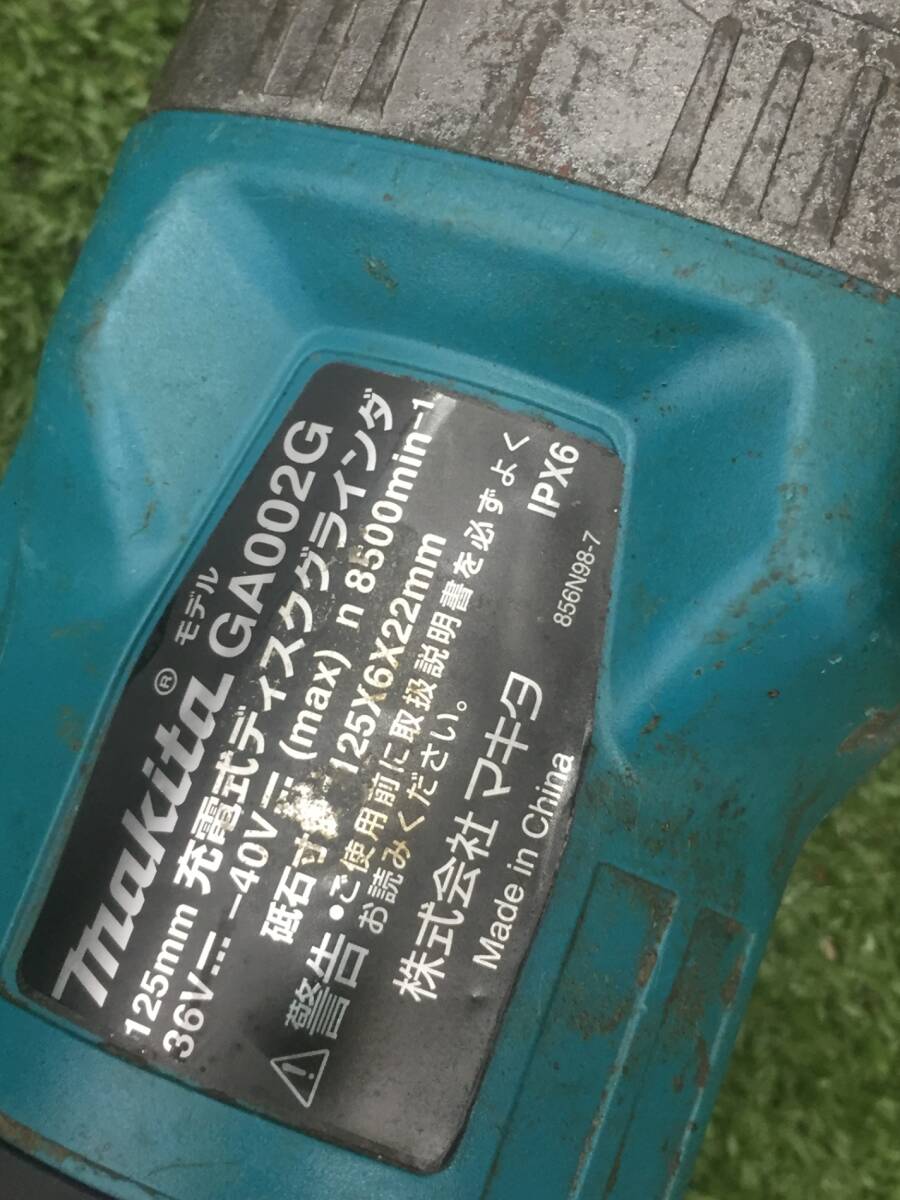 makita® モデル GA002G
125mm 充電式ディスクグラインダ
36V⎓ –40V⎓ (max) n 8500min-1
砥石寸 125X6X22mm
警告 •ご使用前に取扱説明書を必ずよく
お読みください。
IPX6
株式会社マキタ
856N98-7
Made in China